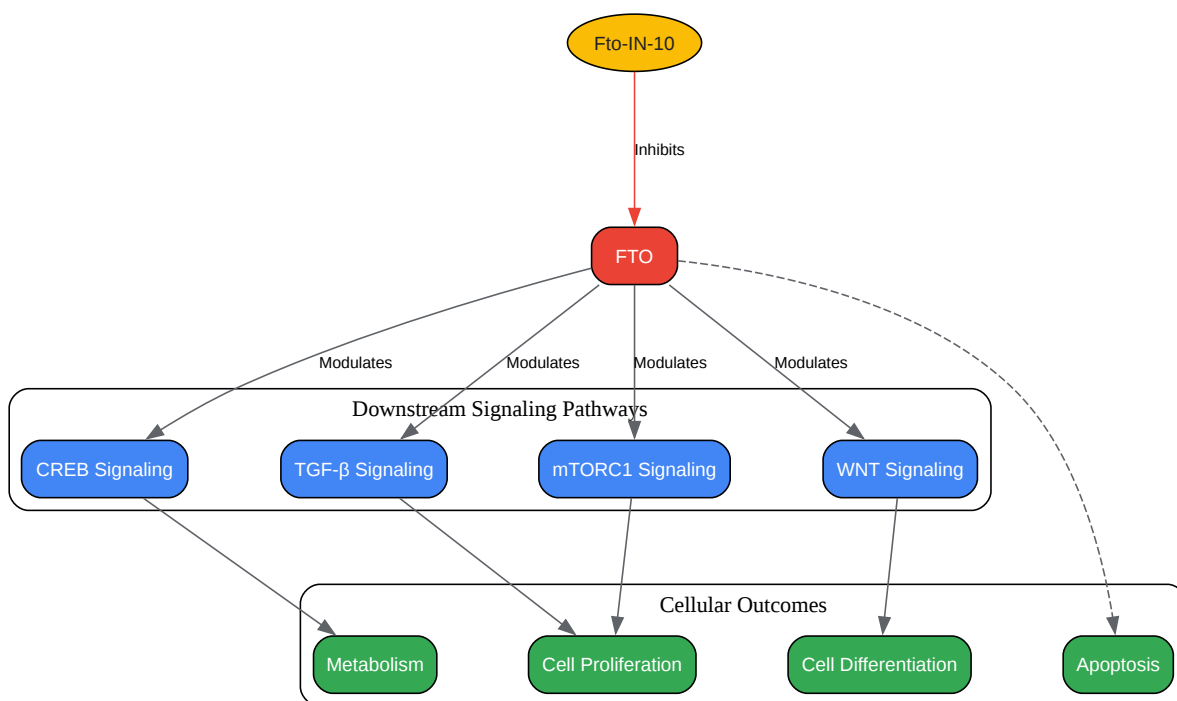 Fto-IN-10
Inhibits
FTO
Modulates
Modulates
Modulates
Modulates
Downstream Signaling Pathways
CREB Signaling
TGF-β Signaling
mTORC1 Signaling
WNT Signaling
Cellular Outcomes
Metabolism
Cell Proliferation
Cell Differentiation
Apoptosis